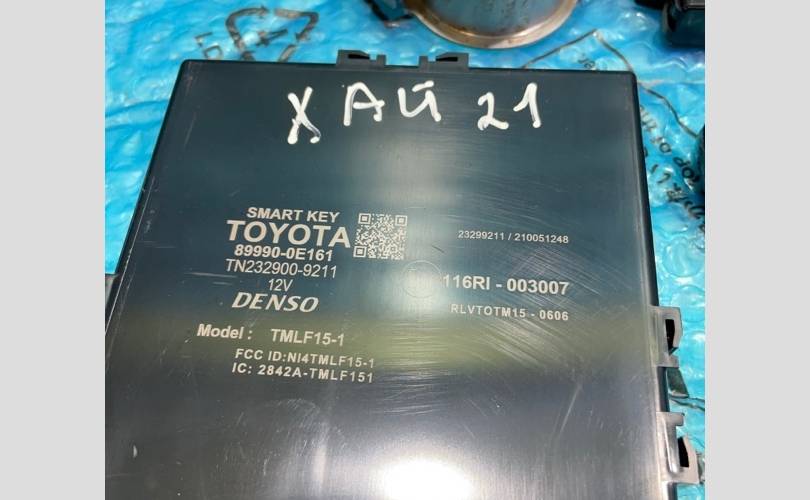 ХАЙ 21
SMART KEY
TOYOTA
89990-0E161
TN232900-9211
12V
DENSO
Model : TMLF15-1
FCC ID:NI4TMLF15-1
IC: 2842A-TMLF151
23299211 / 210051248
116RI - 003007
RLVTOTM15 - 0606